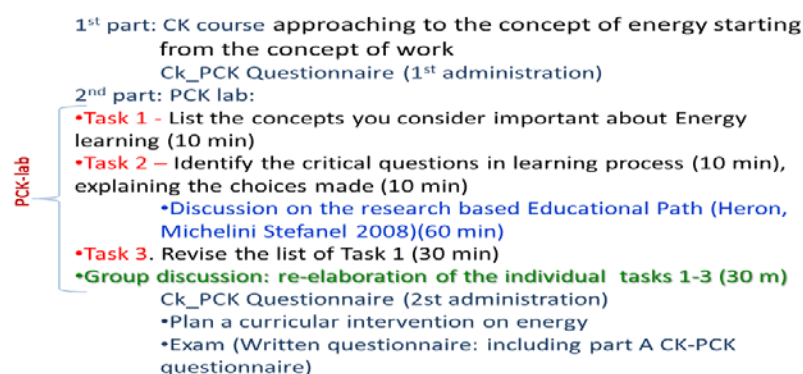 1st part: CK course approaching to the concept of energy starting
from the concept of work
Ck_PCK Questionnaire (1st administration)
2nd part: PCK lab:
•Task 1 - List the concepts you consider important about Energy
learning (10 min)
•Task 2 – Identify the critical questions in learning process (10 min),
explaining the choices made (10 min)
•Discussion on the research based Educational Path (Heron,
Michelini Stefanel 2008)(60 min)
•Task 3. Revise the list of Task 1 (30 min)
•Group discussion: re-elaboration of the individual tasks 1-3 (30 m)
Ck_PCK Questionnaire (2st administration)
•Plan a curricular intervention on energy
•Exam (Written questionnaire: including part A CK-PCK
questionnaire)
PCK-lab